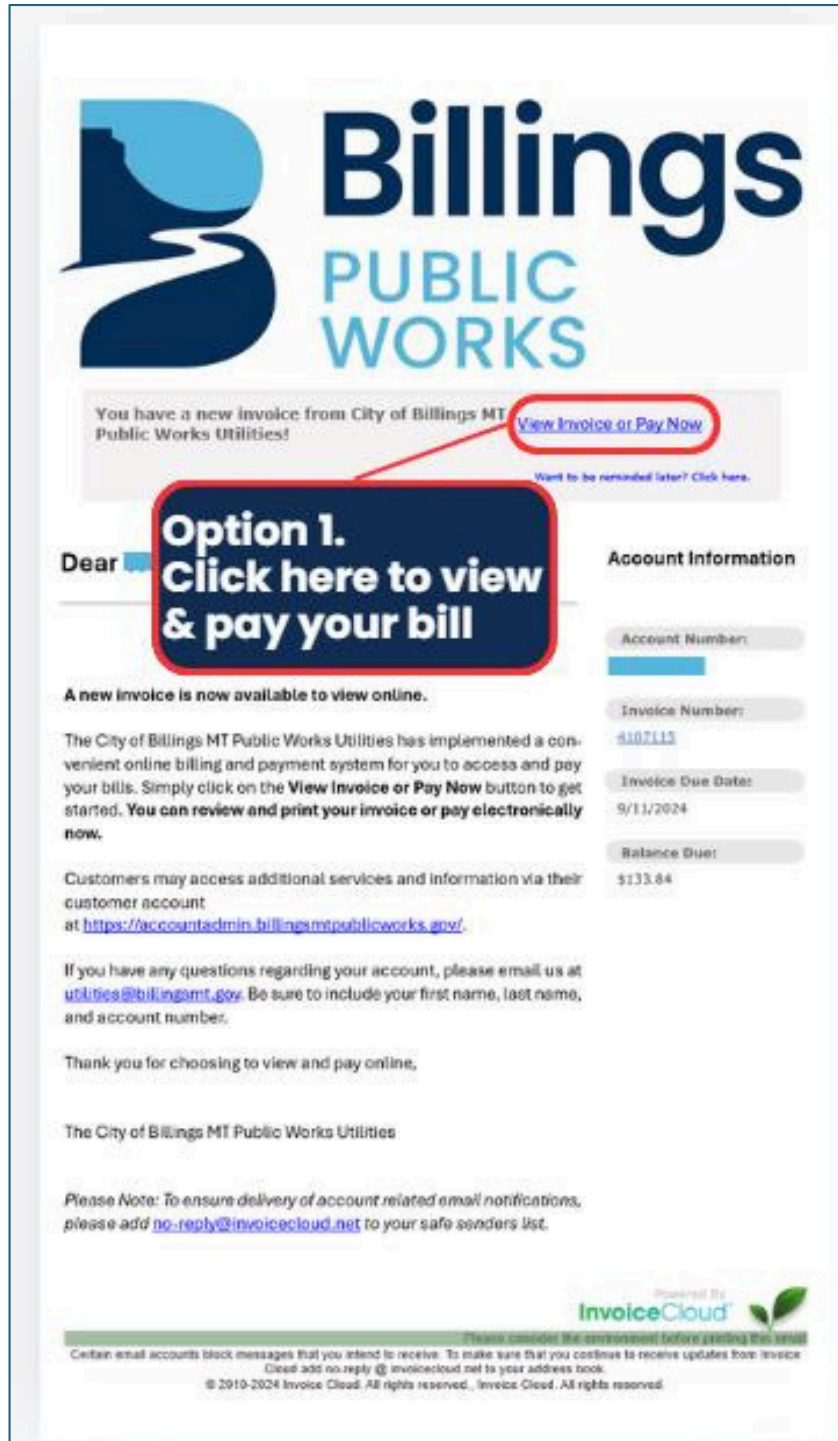 Billings
PUBLIC
WORKS
You have a new invoice from City of Billings MT
Public Works Utilities!
View Invoice or Pay Now
Want to be reminded later? Click here.
Option 1.
Click here to view
& pay your bill
Dear
Account Information
Account Number:
Invoice Number:
4107115
Invoice Due Date:
9/11/2024
Balance Due:
$133.84
A new invoice is now available to view online.
The City of Billings MT Public Works Utilities has implemented a con-
venient online billing and payment system for you to access and pay
your bills. Simply click on the View Invoice or Pay Now button to get
started. You can review and print your invoice or pay electronically
now.
Customers may access additional services and information via their
customer account
at https://accountadmin.billingsmtpublicworks.gov/.
If you have any questions regarding your account, please email us at
utilities@billingsmt.gov. Be sure to include your first name, last name,
and account number.
Thank you for choosing to view and pay online,
The City of Billings MT Public Works Utilities
Please Note: To ensure delivery of account related email notifications,
please add no-reply@invoicecloud.net to your safe senders list.
Powered By
InvoiceCloud
Please consider the environment before printing this email
Certain email accounts block messages that you intend to receive. To make sure that you continue to receive updates from Invoice
Cloud add no.reply @ invoicecloud.net to your address book.
© 2010-2024 Invoice Cloud. All rights reserved., Invoice Cloud. All rights reserved.